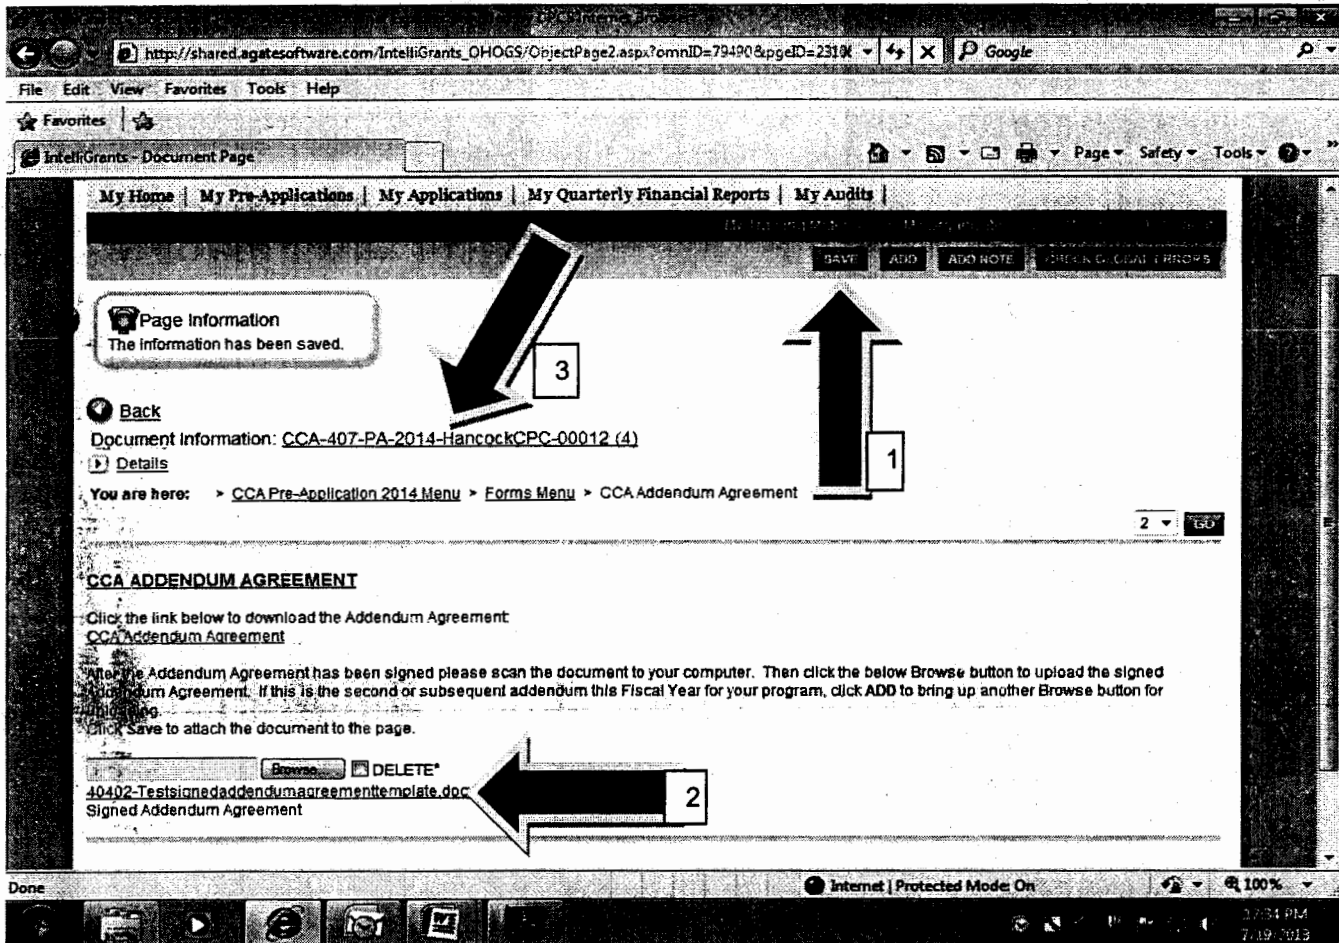 http://shared.agatesoftware.com/IntelliGrants_OHOGS/ObjectPage2.aspx?omnID=79490&pgeID=2310
Google
File Edit View Favorites Tools Help
Favorites
IntelliGrants - Document Page
Page Safety Tools
My Home | My Pre-Applications | My Applications | My Quarterly Financial Reports | My Audits |
SAVE ADD ADD NOTE CHECK GLOBAL ERRORS
Page Information
The information has been saved.
3
Back
Document Information: CCA-407-PA-2014-HancockCPC-00012 (4)
1
Details
You are here: > CCA Pre-Application 2014 Menu > Forms Menu > CCA Addendum Agreement
2 GO
CCA ADDENDUM AGREEMENT
Click the link below to download the Addendum Agreement:
CCA Addendum Agreement
After the Addendum Agreement has been signed please scan the document to your computer. Then click the below Browse button to upload the signed
Addendum Agreement. If this is the second or subsequent addendum this Fiscal Year for your program, click ADD to bring up another Browse button for
uploading.
Click Save to attach the document to the page.
Browse... DELETE*
40402-Testsignedaddendumagreementtemplate.doc
2
Signed Addendum Agreement
Done
Internet | Protected Mode: On
100%
7/19/2013